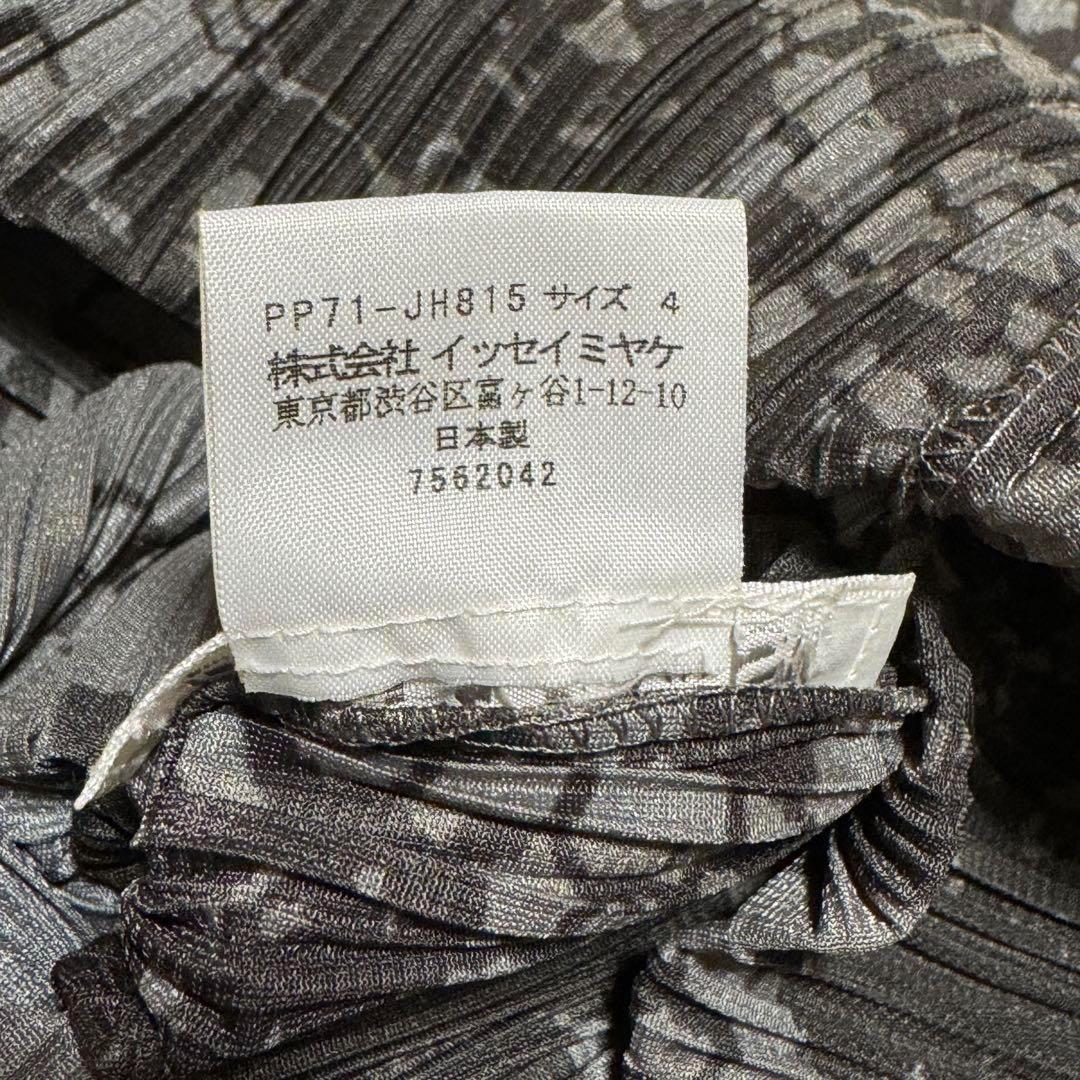 PP71-JH815 サイズ 4
株式会社 イッセイミヤケ
東京都渋谷区富ヶ谷1-12-10
日本製
7562042